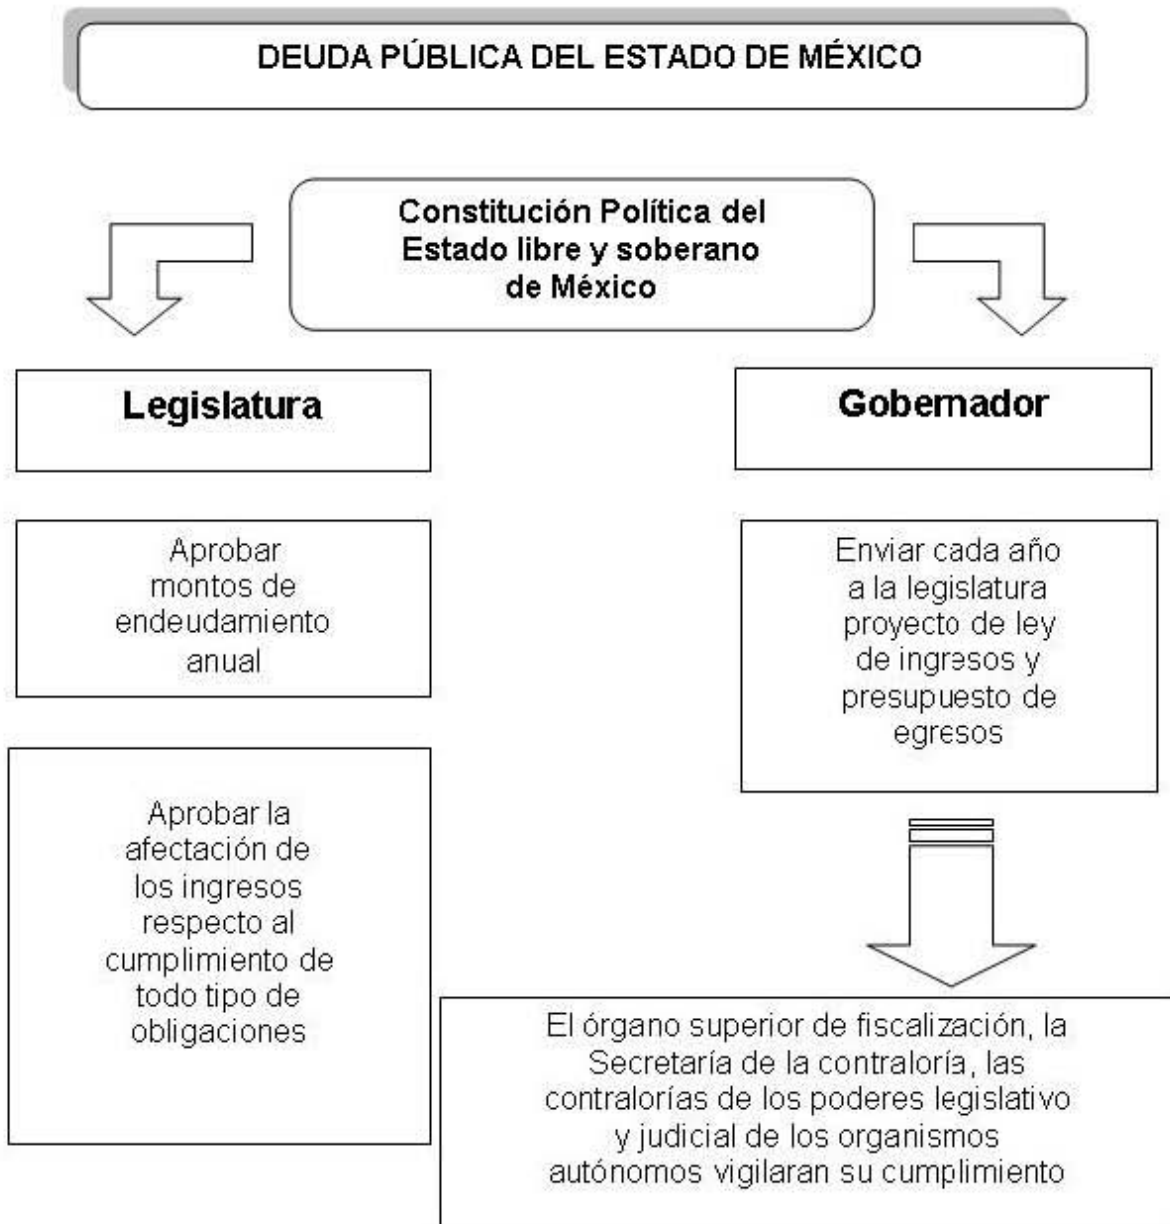 DEUDA PÚBLICA DEL ESTADO DE MÉXICO
Constitución Política del
Estado libre y soberano
de México
Legislatura
Aprobar
montos de
endeudamiento
anual
Aprobar la
afectación de
los ingresos
respecto al
cumplimiento de
todo tipo de
obligaciones
Gobernador
Enviar cada año
a la legislatura
proyecto de ley
de ingresos y
presupuesto de
egresos
El órgano superior de fiscalización, la
Secretaría de la contraloría, las
contralorías de los poderes legislativo
y judicial de los organismos
autónomos vigilaran su cumplimiento